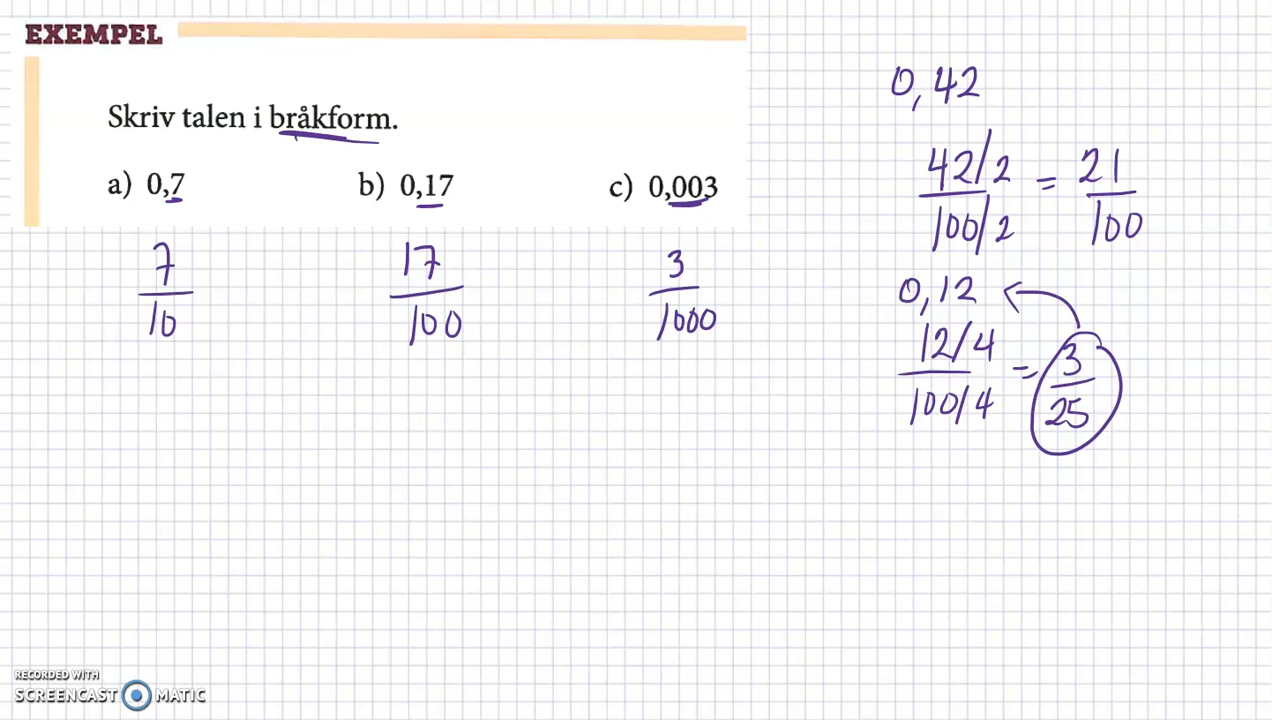 EXEMPEL
Skriv talen i bråkform.
a) 0,7 b) 0,17 c) 0,003
7/10 17/100 3/1000
0,42
42/2 / 100/2 = 21/100
0,12
12/4 / 100/4 = 3/25
RECORDED WITH
SCREENCAST MATIC